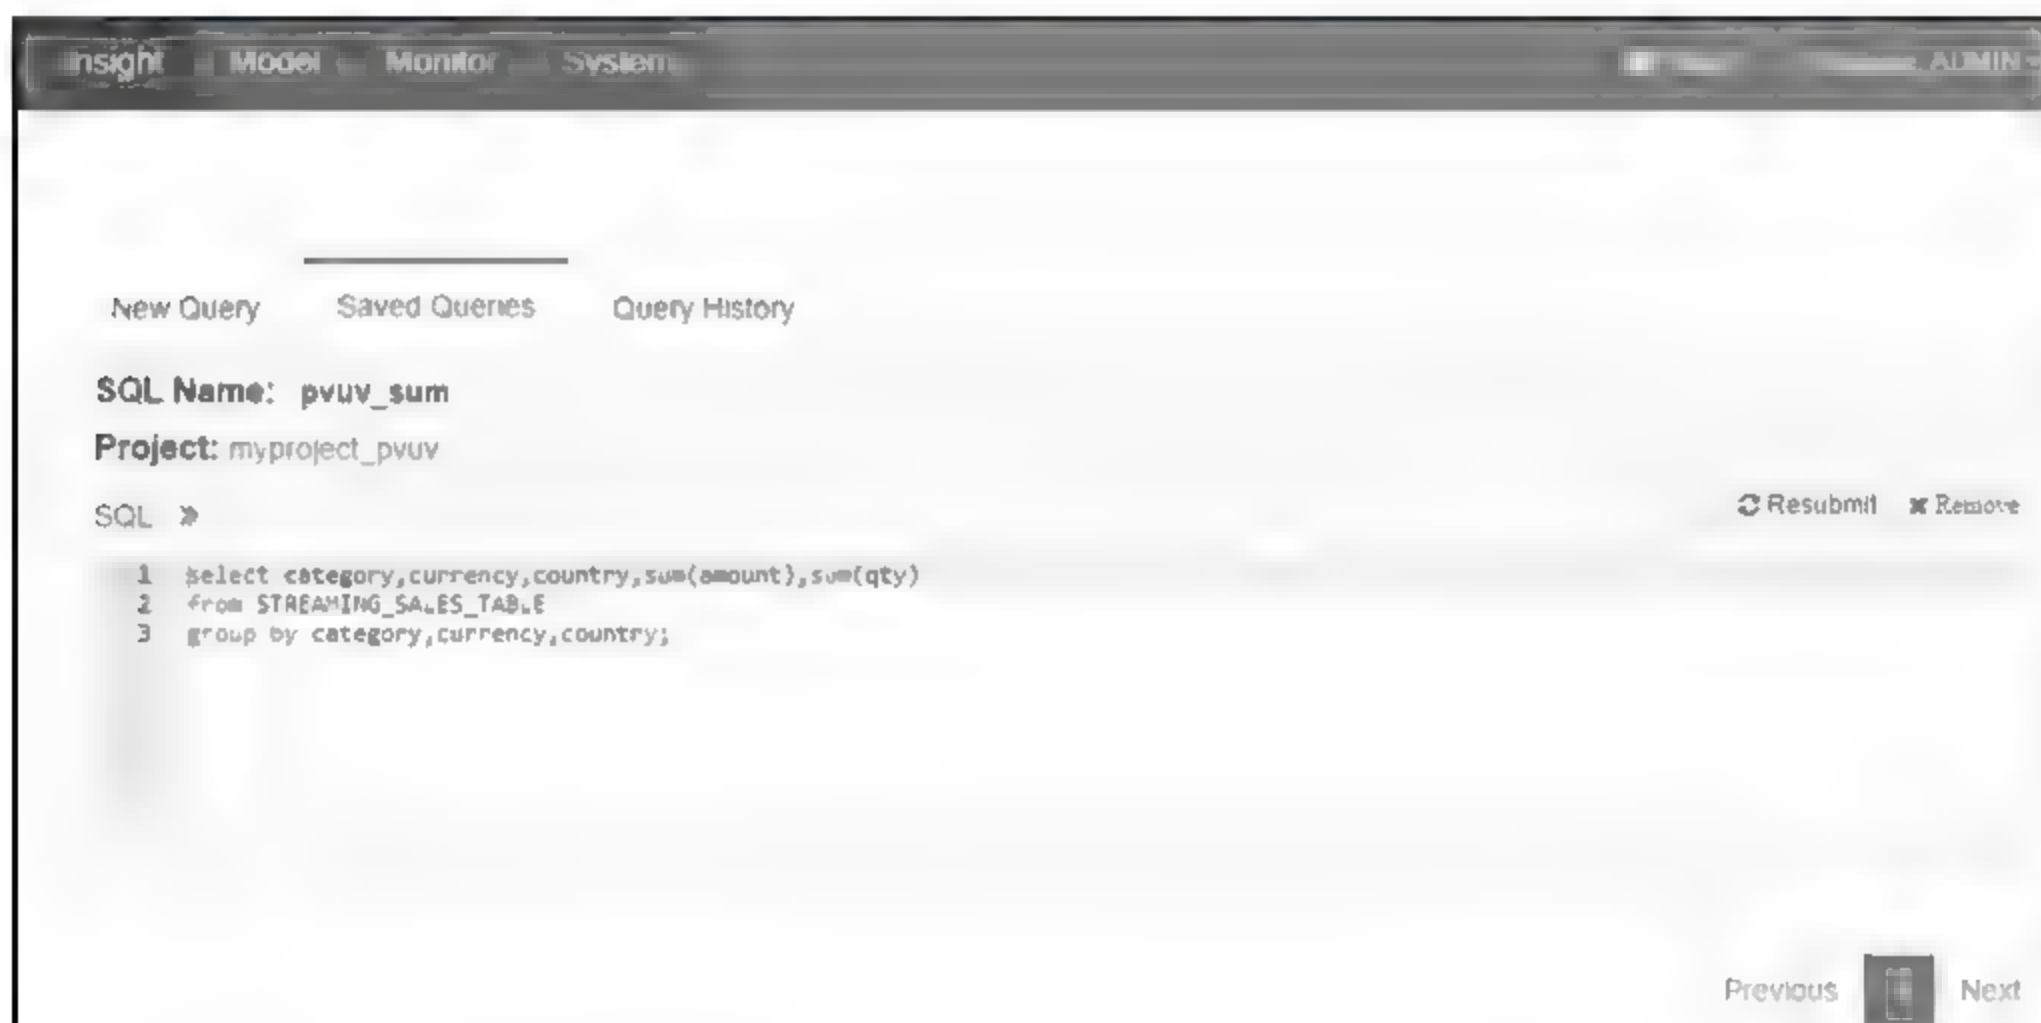 Insight Model Monitor System ADMIN
New Query Saved Queries Query History
SQL Name: pvuv_sum
Project: myproject_pvuv
SQL Resubmit Remove
1 select category,currency,country,sum(amount),sum(qty)
2 from STREAMING_SALES_TABLE
3 group by category,currency,country;
Previous Next